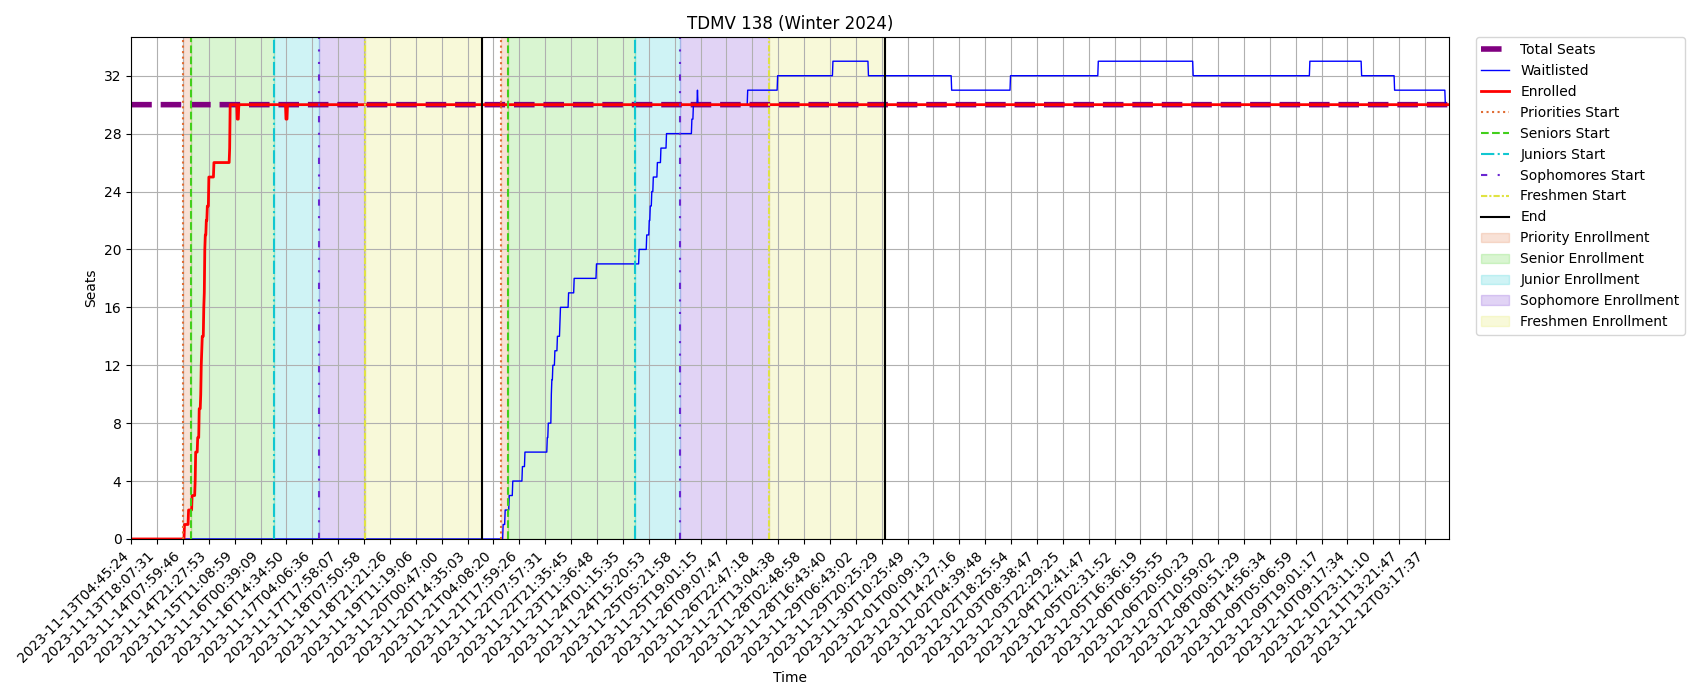 TDMV 138 (Winter 2024)
Total Seats
Waitlisted
Enrolled
Priorities Start
Seniors Start
Juniors Start
Sophomores Start
Freshmen Start
End
Priority Enrollment
Senior Enrollment
Junior Enrollment
Sophomore Enrollment
Freshmen Enrollment
Seats
32
28
24
20
16
12
8
4
0
2023-11-13T04:45:24
2023-11-13T18:07:31
2023-11-14T07:59:46
2023-11-14T21:27:53
2023-11-15T11:08:59
2023-11-16T00:39:09
2023-11-16T14:34:50
2023-11-17T04:06:36
2023-11-17T17:58:07
2023-11-18T07:50:58
2023-11-18T21:21:26
2023-11-19T11:19:06
2023-11-20T00:47:00
2023-11-20T14:35:03
2023-11-21T04:08:20
2023-11-21T17:59:26
2023-11-22T07:57:31
2023-11-22T21:35:45
2023-11-23T11:36:48
2023-11-24T01:15:35
2023-11-24T15:20:53
2023-11-25T05:21:58
2023-11-25T19:01:15
2023-11-26T09:07:47
2023-11-26T22:47:18
2023-11-27T13:04:38
2023-11-28T02:48:58
2023-11-28T16:43:40
2023-11-29T06:43:02
2023-11-29T20:25:29
2023-11-30T10:25:49
2023-12-01T00:09:13
2023-12-01T14:27:16
2023-12-02T04:39:48
2023-12-02T18:25:54
2023-12-03T08:38:47
2023-12-03T22:29:25
2023-12-04T12:41:47
2023-12-05T02:31:52
2023-12-05T16:36:19
2023-12-06T06:55:55
2023-12-06T20:50:23
2023-12-07T10:59:02
2023-12-08T00:51:29
2023-12-08T14:56:34
2023-12-09T05:06:59
2023-12-09T19:01:17
2023-12-10T09:17:34
2023-12-10T23:11:10
2023-12-11T13:21:47
2023-12-12T03:17:37
Time